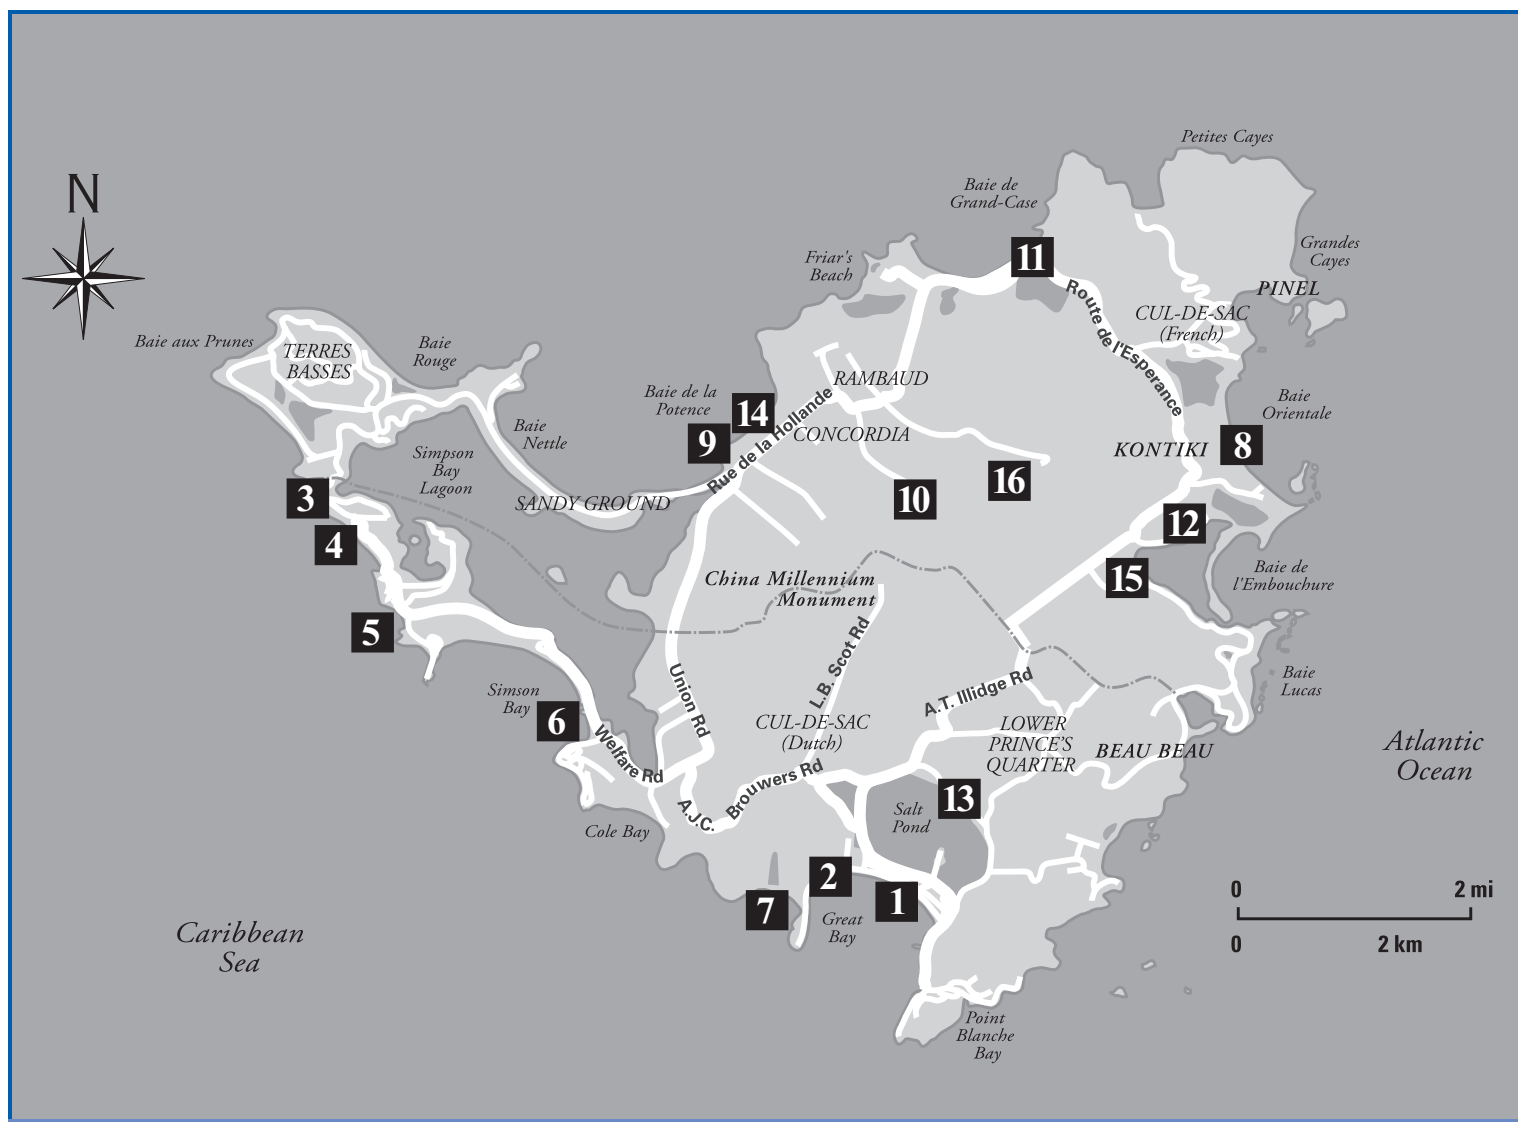 Petites Cayes
N
Baie de
Grand-Case
11
Grandes
Cayes
Friar's
Beach
PINEL
Route de l'Esperance
CUL-DE-SAC
(French)
Baie aux Prunes
TERRES
BASSES
Baie
Rouge
RAMBAUD
Baie de la
Potence
14
Baie
Orientale
Rue de la Hollande
CONCORDIA
9
Baie
Nettle
KONTIKI
8
Simpson
Bay
Lagoon
16
3
SANDY GROUND
10
12
4
China Millennium
Monument
15
Baie de
l'Embouchure
5
L.B. Scot Rd
Union Rd
A.T. Illidge Rd
Baie
Lucas
Simson
Bay
6
CUL-DE-SAC
(Dutch)
LOWER
PRINCE'S
QUARTER
BEAU BEAU
Atlantic
Ocean
Welfare Rd
A.J.C. Brouwers Rd
Salt
Pond
13
Cole Bay
2
1
7
Great
Bay
0 2 mi
0 2 km
Caribbean
Sea
Point
Blanche
Bay